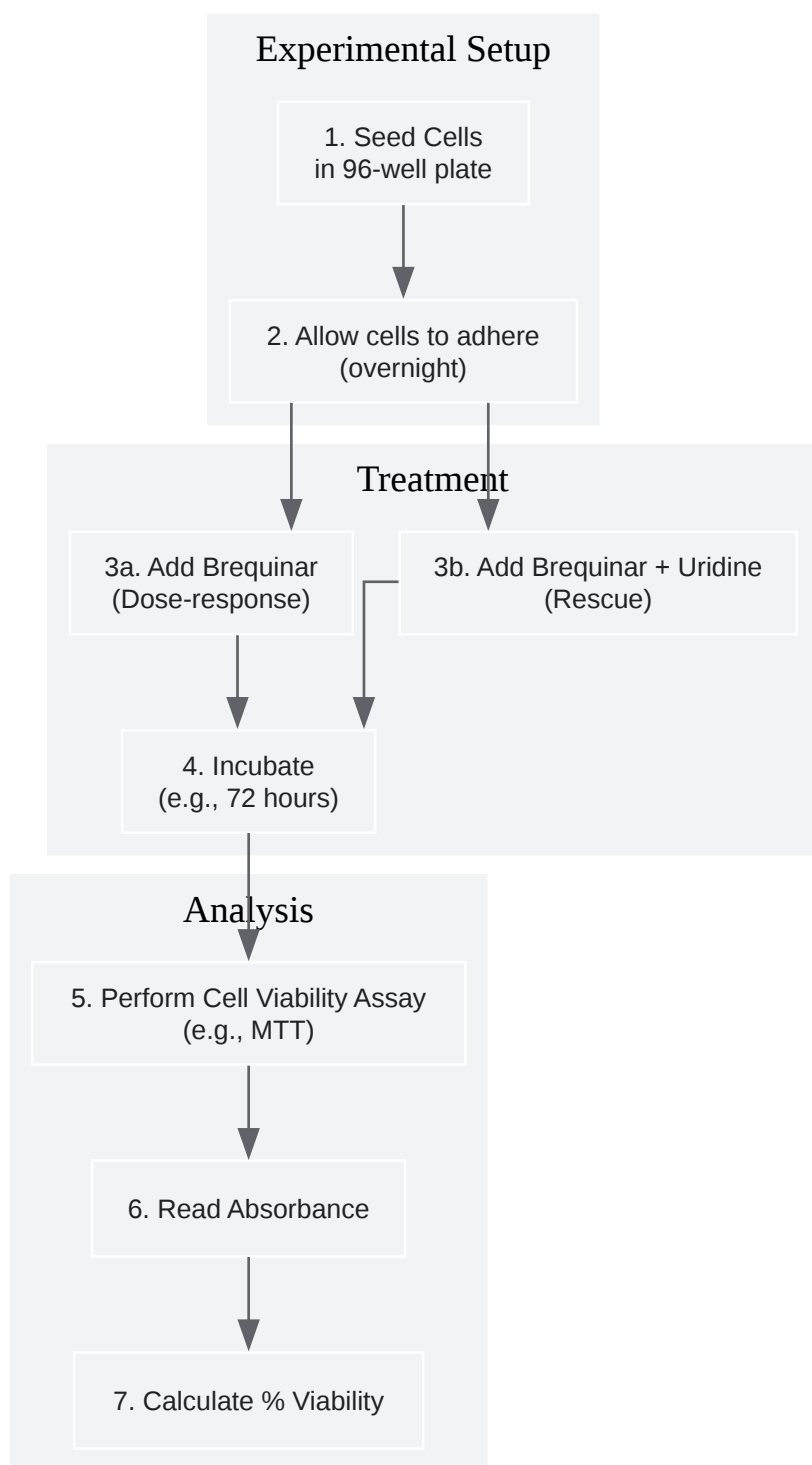 Experimental Setup
1. Seed Cells
in 96-well plate
2. Allow cells to adhere
(overnight)
Treatment
3a. Add Brequinar
(Dose-response)
3b. Add Brequinar + Uridine
(Rescue)
4. Incubate
(e.g., 72 hours)
Analysis
5. Perform Cell Viability Assay
(e.g., MTT)
6. Read Absorbance
7. Calculate % Viability